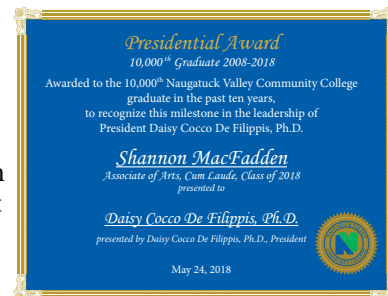 Presidential Award
10,000th Graduate 2008-2018
Awarded to the 10,000th Naugatuck Valley Community College
graduate in the past ten years,
to recognize this milestone in the leadership of
President Daisy Cocco De Filippis, Ph.D.
Shannon MacFadden
Associate of Arts, Cum Laude, Class of 2018
presented to
Daisy Cocco De Filippis, Ph.D.
presented by Daisy Cocco De Filippis, Ph.D., President
May 24, 2018
N